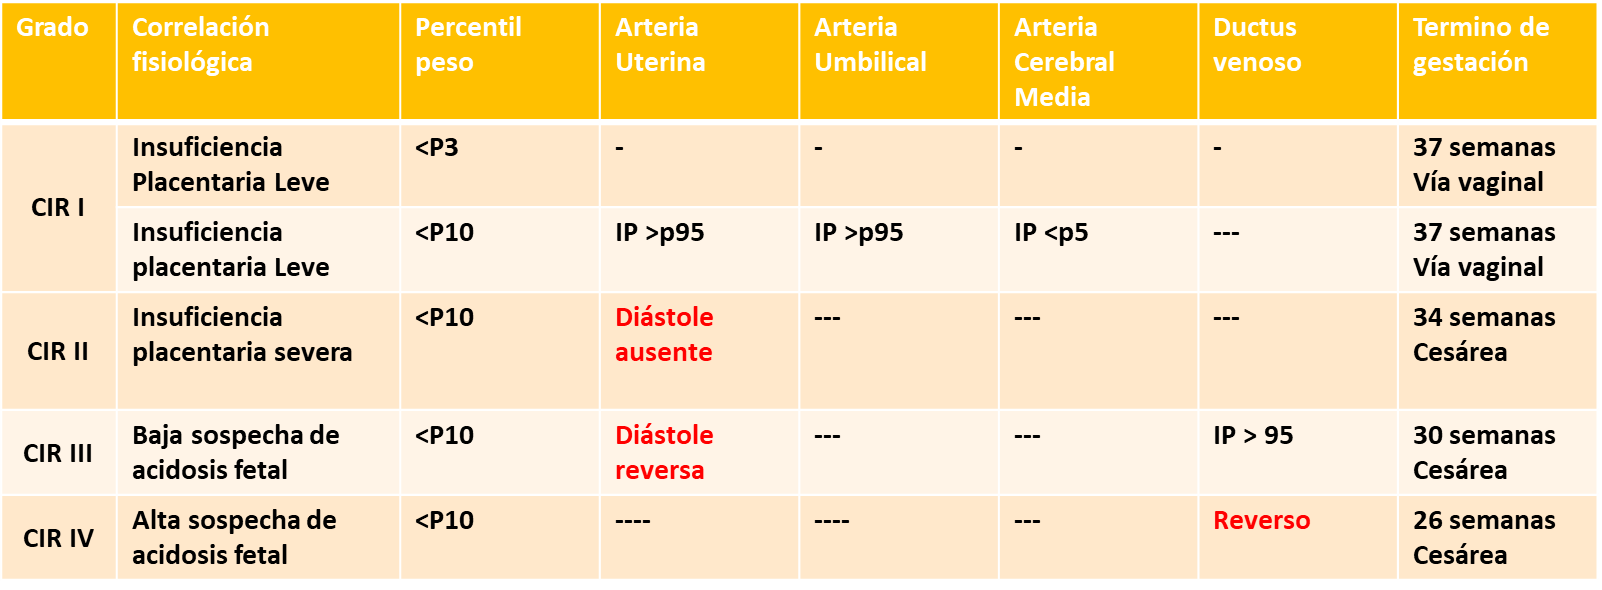 Grado
Correlación
fisiológica
Percentil
peso
Arteria
Uterina
Arteria
Umbilical
Arteria
Cerebral
Media
Ductus
venoso
Termino de
gestación
CIR I
Insuficiencia
Placentaria Leve
<P3
-
-
-
-
37 semanas
Vía vaginal
Insuficiencia
placentaria Leve
<P10
IP >p95
IP >p95
IP <p5
---
37 semanas
Vía vaginal
CIR II
Insuficiencia
placentaria severa
<P10
Diástole
ausente
---
---
---
34 semanas
Cesárea
CIR III
Baja sospecha de
acidosis fetal
<P10
Diástole
reversa
---
---
IP > 95
30 semanas
Cesárea
CIR IV
Alta sospecha de
acidosis fetal
<P10
----
----
---
Reverso
26 semanas
Cesárea